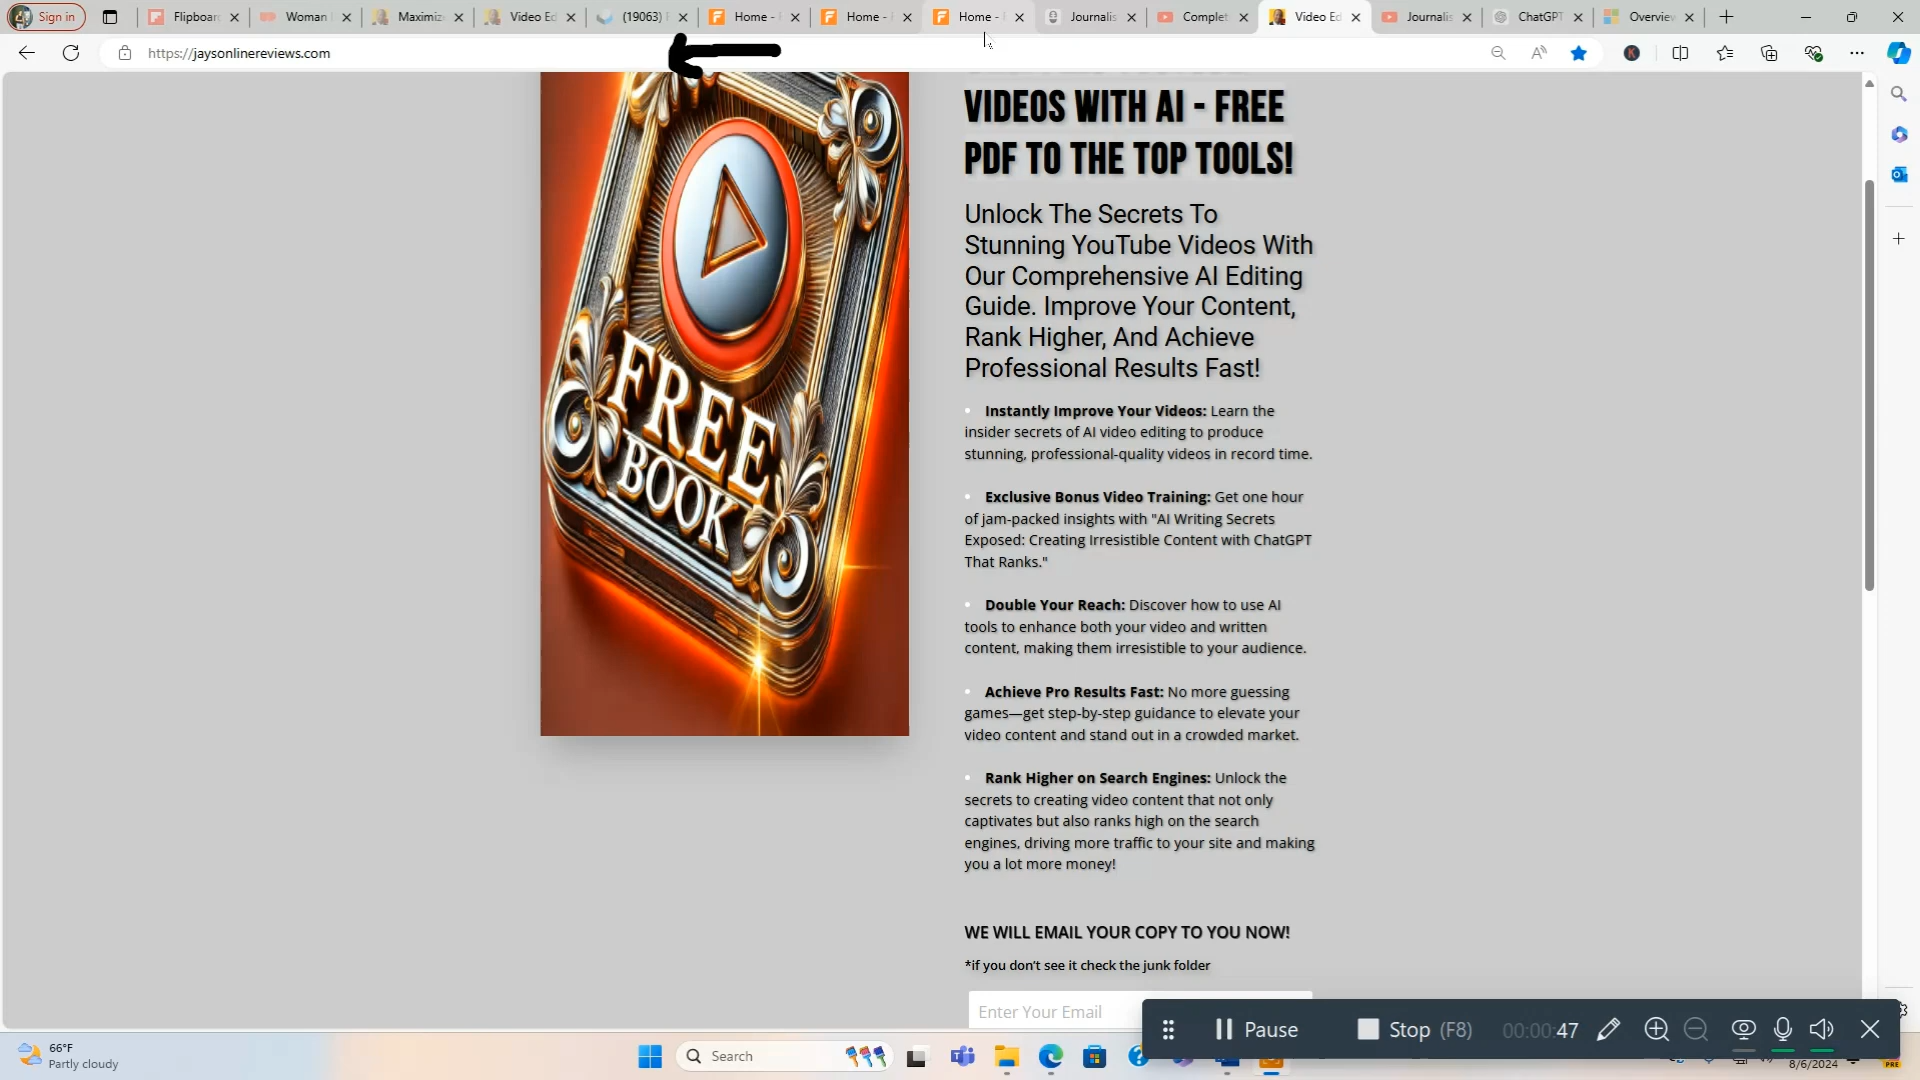 Sign in
Flipboar
Woman
Maximiz
Video Ed
(19063)
Home -
Home -
Home -
Journalis
Complet
Video Ed
Journalis
ChatGPT
Overvie
https://jaysonlinereviews.com
VIDEOS WITH AI - FREE
PDF TO THE TOP TOOLS!
Unlock The Secrets To
Stunning YouTube Videos With
Our Comprehensive AI Editing
Guide. Improve Your Content,
Rank Higher, And Achieve
Professional Results Fast!
FREE
BOOK
• Instantly Improve Your Videos: Learn the
insider secrets of AI video editing to produce
stunning, professional-quality videos in record time.
• Exclusive Bonus Video Training: Get one hour
of jam-packed insights with "AI Writing Secrets
Exposed: Creating Irresistible Content with ChatGPT
That Ranks."
• Double Your Reach: Discover how to use AI
tools to enhance both your video and written
content, making them irresistible to your audience.
• Achieve Pro Results Fast: No more guessing
games—get step-by-step guidance to elevate your
video content and stand out in a crowded market.
• Rank Higher on Search Engines: Unlock the
secrets to creating video content that not only
captivates but also ranks high on the search
engines, driving more traffic to your site and making
you a lot more money!
WE WILL EMAIL YOUR COPY TO YOU NOW!
*if you don't see it check the junk folder
Enter Your Email
Pause
Stop (F8)
00:00:47
66°F
Partly cloudy
Search
8/6/2024
PRE